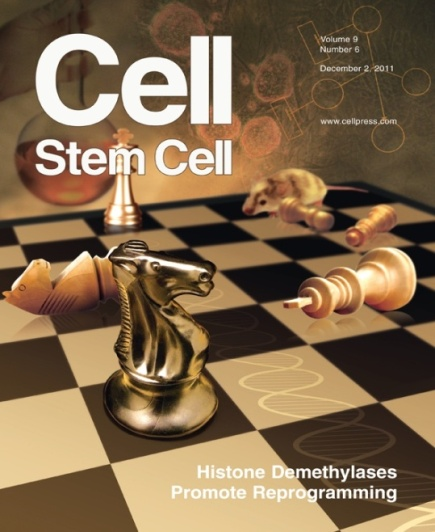 Cell
Stem Cell
Volume 9
Number 6
December 2, 2011
www.cellpress.com
Histone Demethylases
Promote Reprogramming